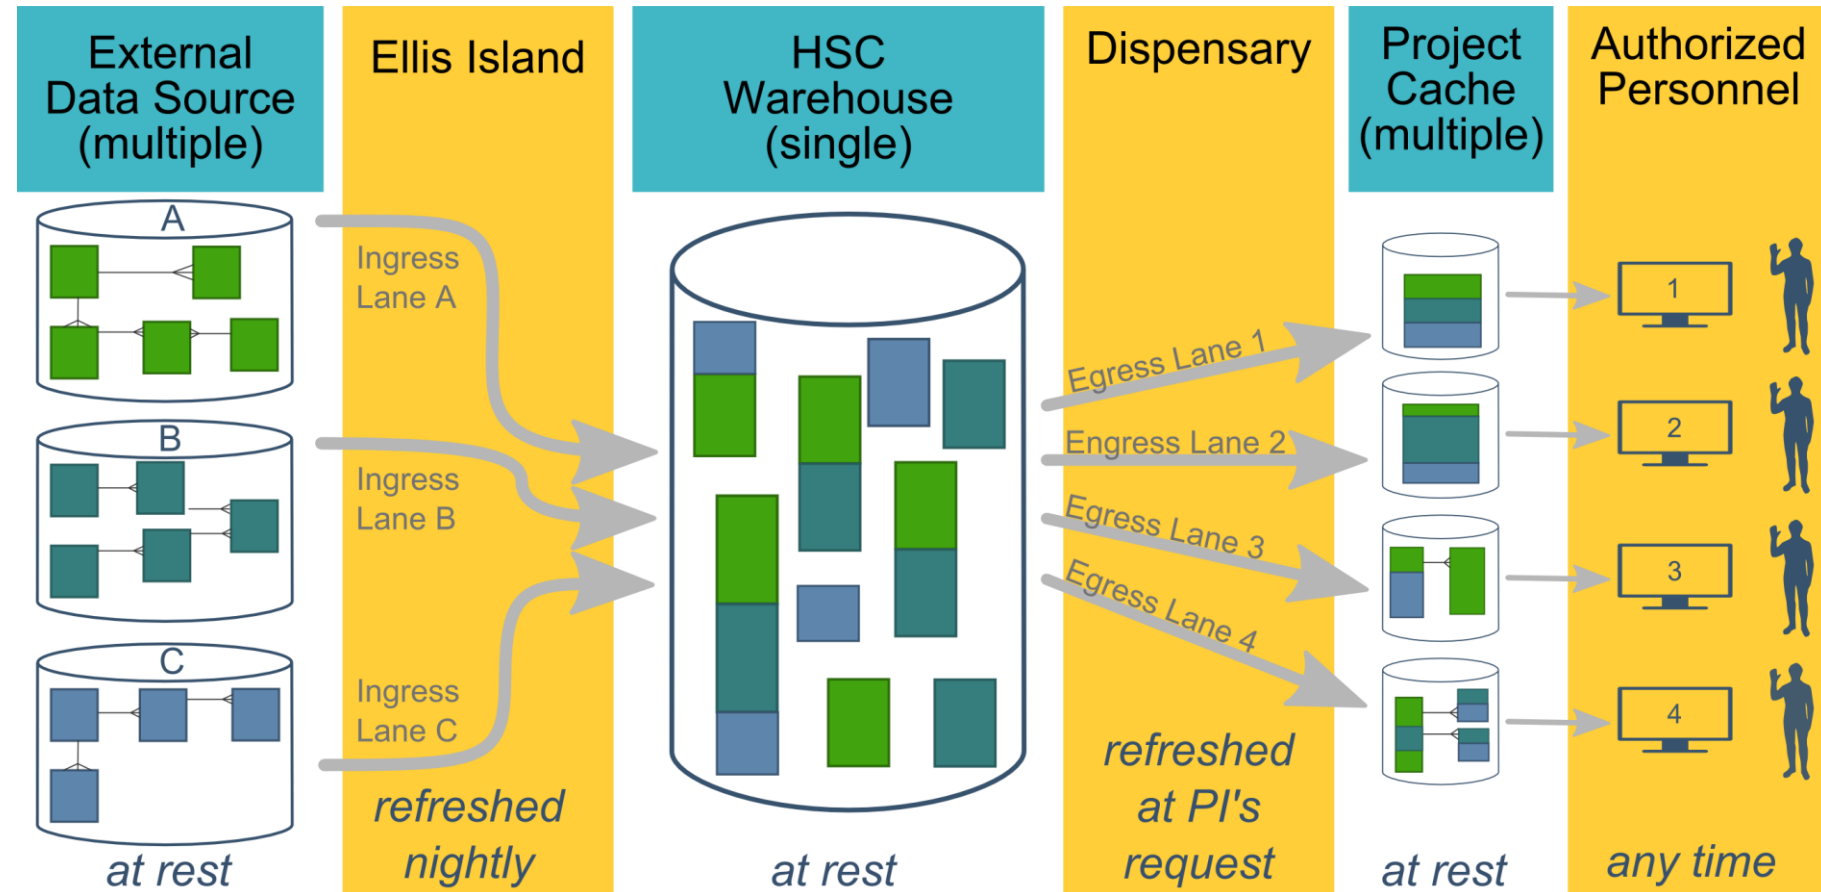 External
Data Source
(multiple)
Ellis Island
HSC
Warehouse
(single)
Dispensary
Project
Cache
(multiple)
Authorized
Personnel
A
Ingress
Lane A
B
Ingress
Lane B
C
Ingress
Lane C
Egress Lane 1
Engress Lane 2
Egress Lane 3
Egress Lane 4
1
2
3
4
at rest
refreshed
nightly
at rest
refreshed
at PI's
request
at rest
any time